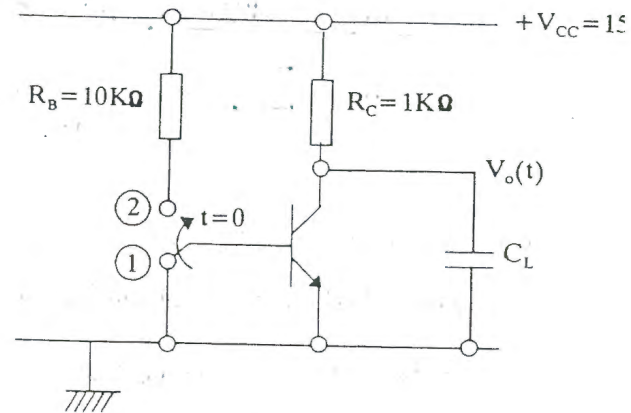 +V_CC=15
R_B=10KΩ
R_C=1KΩ
V_o(t)
②
t=0
①
C_L